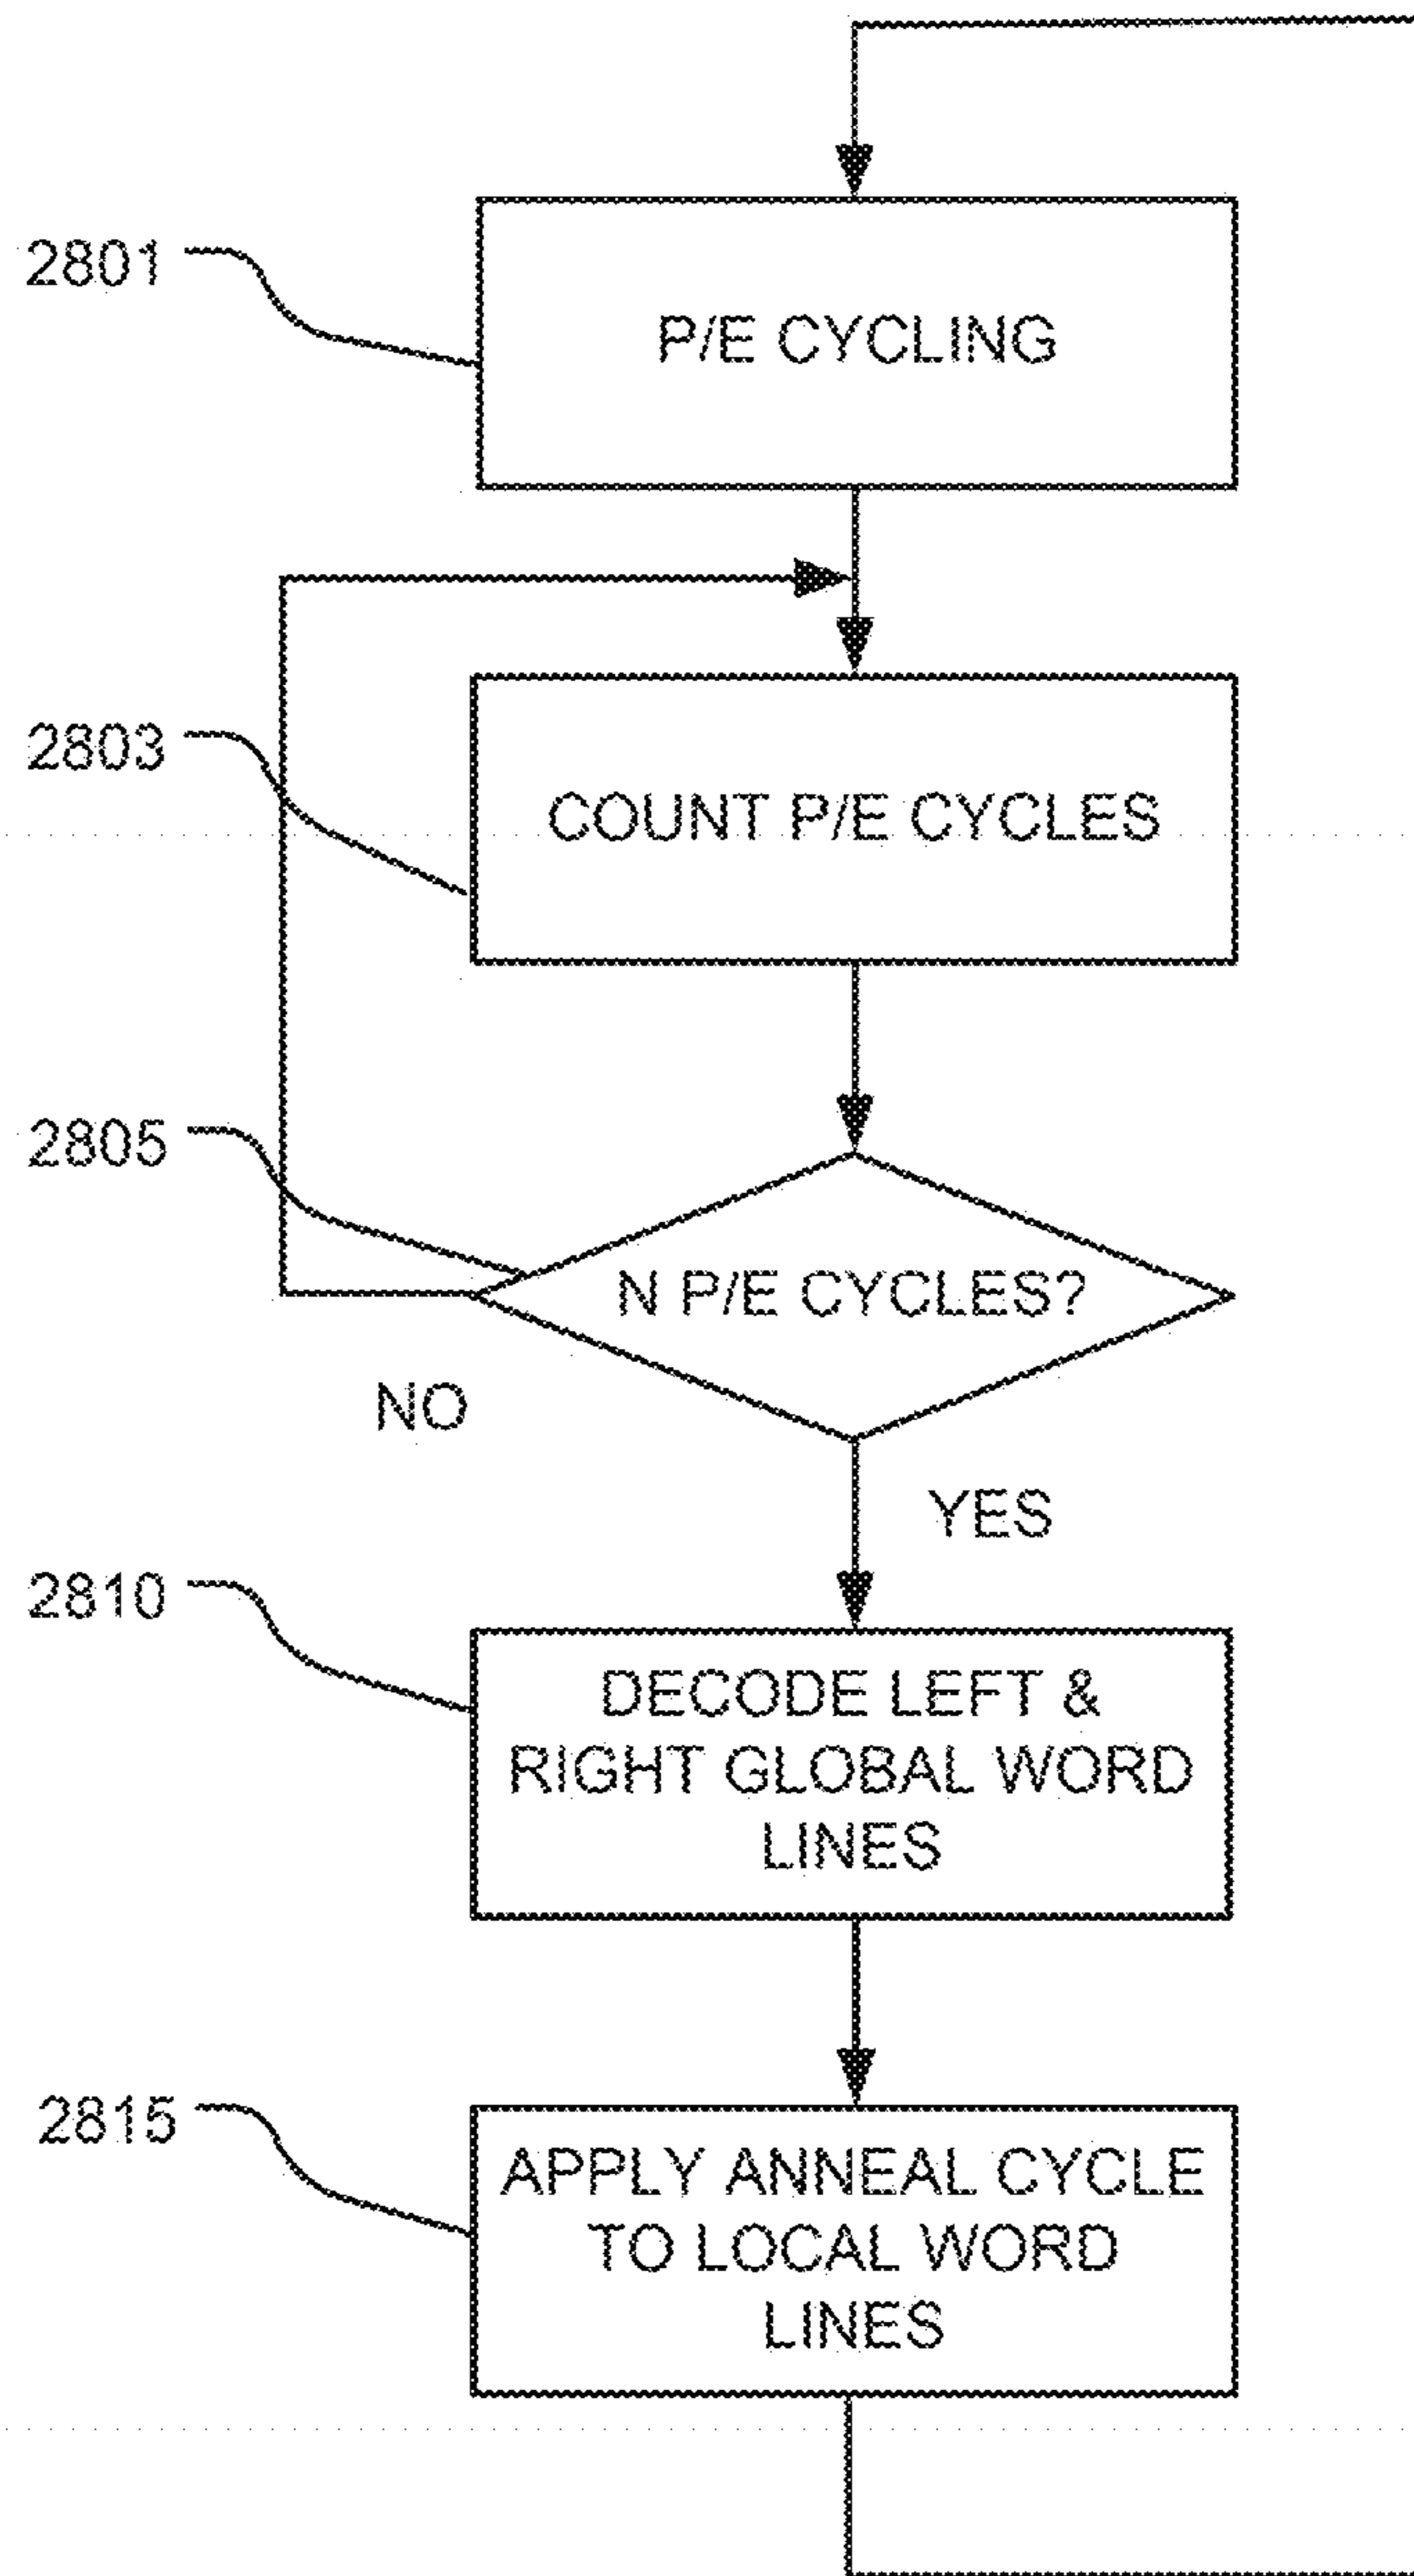 2801
P/E CYCLING
2803
COUNT P/E CYCLES
2805
N P/E CYCLES?
NO
YES
2810
DECODE LEFT &
RIGHT GLOBAL WORD
LINES
2815
APPLY ANNEAL CYCLE
TO LOCAL WORD
LINES